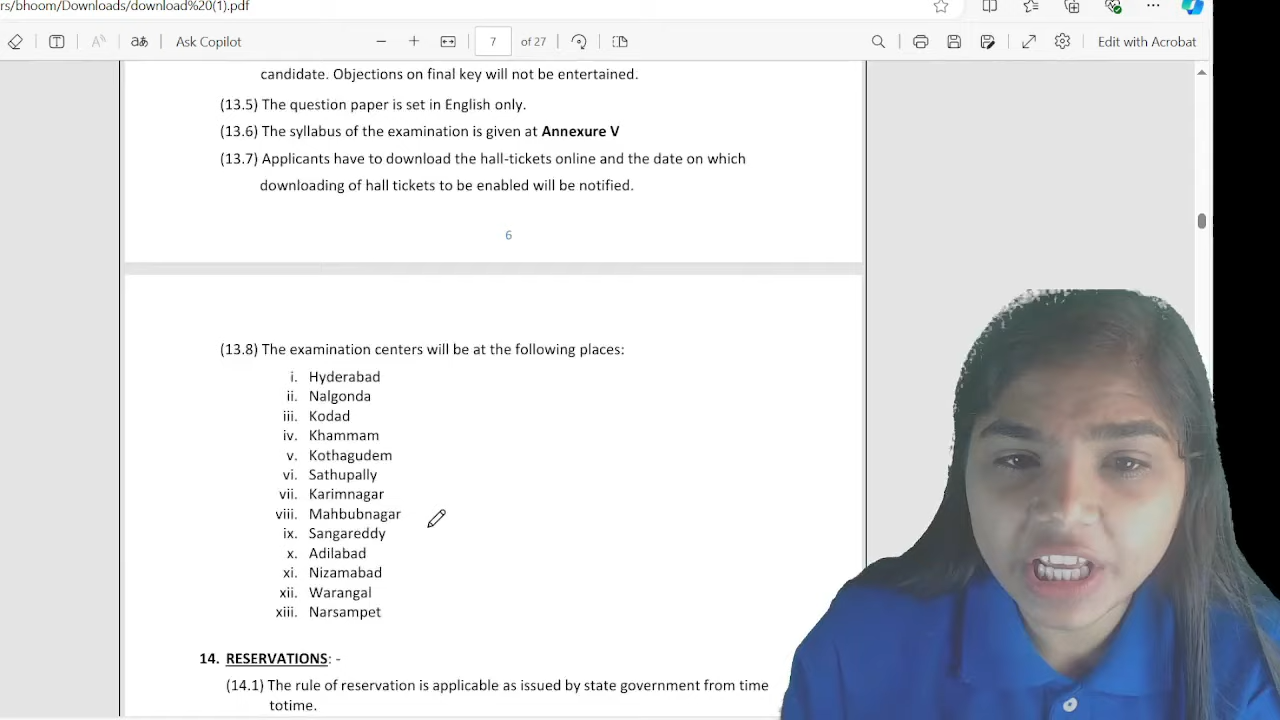 rs/bhoom/Downloads/download%20(1).pdf
Ask Copilot
7 of 27
Edit with Acrobat
candidate. Objections on final key will not be entertained.
(13.5) The question paper is set in English only.
(13.6) The syllabus of the examination is given at Annexure V
(13.7) Applicants have to download the hall-tickets online and the date on which
downloading of hall tickets to be enabled will be notified.
6
(13.8) The examination centers will be at the following places:
i. Hyderabad
ii. Nalgonda
iii. Kodad
iv. Khammam
v. Kothagudem
vi. Sathupally
vii. Karimnagar
viii. Mahbubnagar
ix. Sangareddy
x. Adilabad
xi. Nizamabad
xii. Warangal
xiii. Narsampet
14. RESERVATIONS: -
(14.1) The rule of reservation is applicable as issued by state government from time
totime.